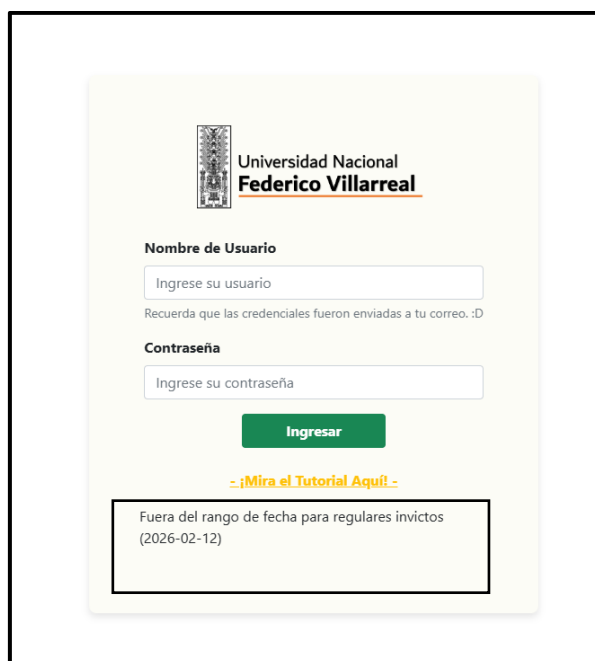 Universidad Nacional
Federico Villarreal
Nombre de Usuario
Ingrese su usuario
Recuerda que las credenciales fueron enviadas a tu correo. :D
Contraseña
Ingrese su contraseña
Ingresar
- ¡Mira el Tutorial Aquí! -
Fuera del rango de fecha para regulares invictos
(2026-02-12)